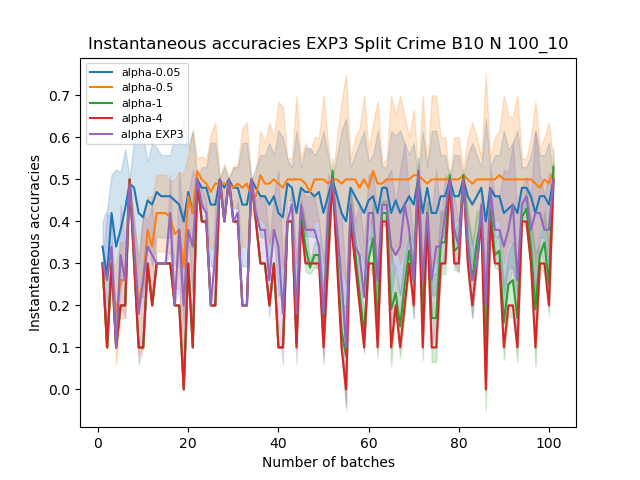 Instantaneous accuracies EXP3 Split Crime B10 N 100_10
alpha-0.05
alpha-0.5
alpha-1
alpha-4
alpha EXP3
Instantaneous accuracies
0.7
0.6
0.5
0.4
0.3
0.2
0.1
0.0
0 20 40 60 80 100
Number of batches